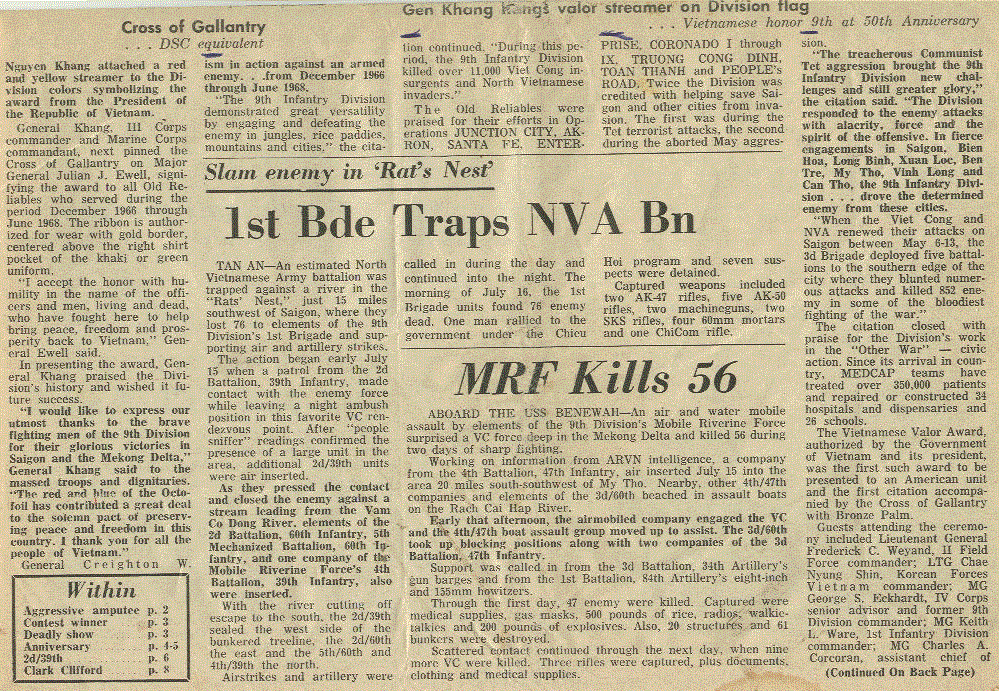 Cross of Gallantry
. . . DSC equivalent
Gen Khang Hangs valor streamer on Division flag
. . . Vietnamese honor 9th at 50th Anniversary
Nguyen Khang attached a red
and yellow streamer to the Di-
vision colors symbolizing the
award from the President of
the Republic of Vietnam.
General Khang, III Corps
commander and Marine Corps
commandant, next pinned the
Cross of Gallantry on Major
General Julian J. Ewell, signi-
fying the award to all Old Re-
liables who served during the
period December 1966 through
June 1968. The ribbon is author-
ized for wear with gold border,
centered above the right shirt
pocket of the khaki or green
uniform.
"I accept the honor with hu-
mility in the name of the offi-
cers and men, living and dead,
who have fought here to help
bring peace, freedom and pros-
perity back to Vietnam," Gen-
eral Ewell said.
In presenting the award, Gen-
eral Khang praised the Divi-
sion's history and wished it fu-
ture success.
"I would like to express our
utmost thanks to the brave
fighting men of the 9th Division
for their glorious victories in
Saigon and the Mekong Delta,"
General Khang said to the
massed troops and dignitaries.
"The red and blue of the Octo-
foil has contributed a great deal
to the solemn pact of preserv-
ing peace and freedom in this
country. I thank you for all the
people of Vietnam."
General Creighton W.
ism in action against an armed
enemy. . .from December 1966
through June 1968.
"The 9th Infantry Division
demonstrated great versatility
by engaging and defeating the
enemy in jungles, rice paddies,
mountains and cities," the cita-
tion continued. "During this pe-
riod, the 9th Infantry Division
killed over 11,000 Viet Cong in-
surgents and North Vietnamese
invaders."
The Old Reliables were
praised for their efforts in Op-
erations JUNCTION CITY, AK-
RON, SANTA FE, ENTER-
PRISE, CORONADO I through
IX, TRUONG CONG DINH,
TOAN THANH and PEOPLE'S
ROAD. Twice the Division was
credited with helping save Sai-
gon and other cities from inva-
sion. The first was during the
Tet terrorist attacks, the second
during the aborted May aggres-
sion.
"The treacherous Communist
Tet aggression brought the 9th
Infantry Division new chal-
lenges and still greater glory,"
the citation said. "The Division
responded to the enemy attacks
with alacrity, force and the
spirit of the offensive. In fierce
engagements in Saigon, Bien
Hoa, Long Binh, Xuan Loc, Ben
Tre, My Tho, Vinh Long and
Can Tho, the 9th Infantry Divi-
sion . . . drove the determined
enemy from these cities.
"When the Viet Cong and
NVA renewed their attacks on
Saigon between May 6-13, the
3d Brigade deployed five battal-
ions to the southern edge of the
city where they blunted numer-
ous attacks and killed 852 ene-
my in some of the bloodiest
fighting of the war."
The citation closed with
praise for the Division's work
in the "Other War" — civic
action. Since its arrival in coun-
try, MEDCAP teams have
treated over 350,000 patients
and repaired or constructed 34
hospitals and dispensaries and
26 schools.
The Vietnamese Valor Award,
authorized by the Government
of Vietnam and its president,
was the first such award to be
presented to an American unit
and the first citation accompa-
nied by the Cross of Gallantry
with Bronze Palm.
Guests attending the ceremo-
ny included Lieutenant General
Frederick C. Weyand, II Field
Force commander; LTG Chae
Nyung Shin, Korean Forces
Vietnam commander; MG
George S. Eckhardt, IV Corps
senior advisor and former 9th
Division commander; MG Keith
L. Ware, 1st Infantry Division
commander; MG Charles A.
Corcoran, assistant chief of
(Continued On Back Page)
Slam enemy in 'Rat's Nest'
1st Bde Traps NVA Bn
TAN AN—An estimated North
Vietnamese Army battalion was
trapped against a river in the
"Rats' Nest," just 15 miles
southwest of Saigon, where they
lost 76 to elements of the 9th
Division's 1st Brigade and sup-
porting air and artillery strikes.
The action began early July
15 when a patrol from the 2d
Battalion, 39th Infantry, made
contact with the enemy force
while leaving a night ambush
position in this favorite VC ren-
dezvous point. After "people
sniffer" readings confirmed the
presence of a large unit in the
area, additional 2d/39th units
were air inserted.
As they pressed the contact
and closed the enemy against a
stream leading from the Vam
Co Dong River, elements of the
2d Battalion, 60th Infantry, 5th
Mechanized Battalion, 60th In-
fantry, and one company of the
Mobile Riverine Force's 4th
Battalion, 39th Infantry, also
were inserted.
With the river cutting off
escape to the south, the 2d/39th
sealed the west side of the
bunkered treeline, the 2d/60th
the east and the 5th/60th and
4th/39th the north.
Airstrikes and artillery were
called in during the day and
continued into the night. The
morning of July 16, the 1st
Brigade units found 76 enemy
dead. One man rallied to the
government under the Chieu
Hoi program and seven sus-
pects were detained.
Captured weapons included
two AK-47 rifles, five AK-50
rifles, two machineguns, two
SKS rifles, four 60mm mortars
and one ChiCom rifle.
MRF Kills 56
ABOARD THE USS BENEWAH—An air and water mobile
assault by elements of the 9th Division's Mobile Riverine Force
surprised a VC force deep in the Mekong Delta and killed 56 during
two days of sharp fighting.
Working on information from ARVN intelligence, a company
from the 4th Battalion, 47th Infantry, air inserted July 15 into the
area 20 miles south-southwest of My Tho. Nearby, other 4th/47th
companies and elements of the 3d/60th beached in assault boats
on the Rach Cai Hap River.
Early that afternoon, the airmobiled company engaged the VC
and the 4th/47th boat assault group moved up to assist. The 3d/60th
took up blocking positions along with two companies of the 3d
Battalion, 47th Infantry.
Support was called in from the 3d Battalion, 34th Artillery's
gun barges and from the 1st Battalion, 84th Artillery's eight-inch
and 155mm howitzers.
Through the first day, 47 enemy were killed. Captured were
medical supplies, gas masks, 500 pounds of rice, radios, walkie-
talkies and 200 pounds of explosives. Also, 20 structures and 61
bunkers were destroyed.
Scattered contact continued through the next day, when nine
more VC were killed. Three rifles were captured, plus documents,
clothing and medical supplies.
Within
Aggressive amputee p. 2
Contest winner . . . . . p. 3
Deadly show . . . . . . p. 3
Anniversary . . . . . p. 4-5
2d/39th . . . . . . . . p. 6
Clark Clifford . . . . . p. 8